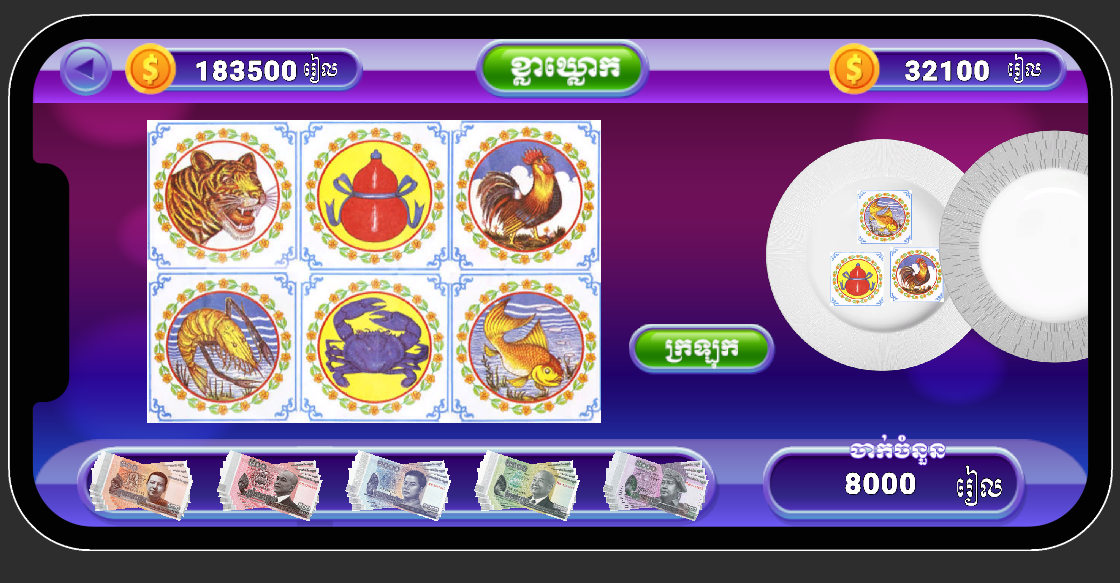 183500 រៀល
ខ្លាឃ្លោក
32100 រៀល
ក្រឡុក
ចាក់ចំនួន
8000 រៀល